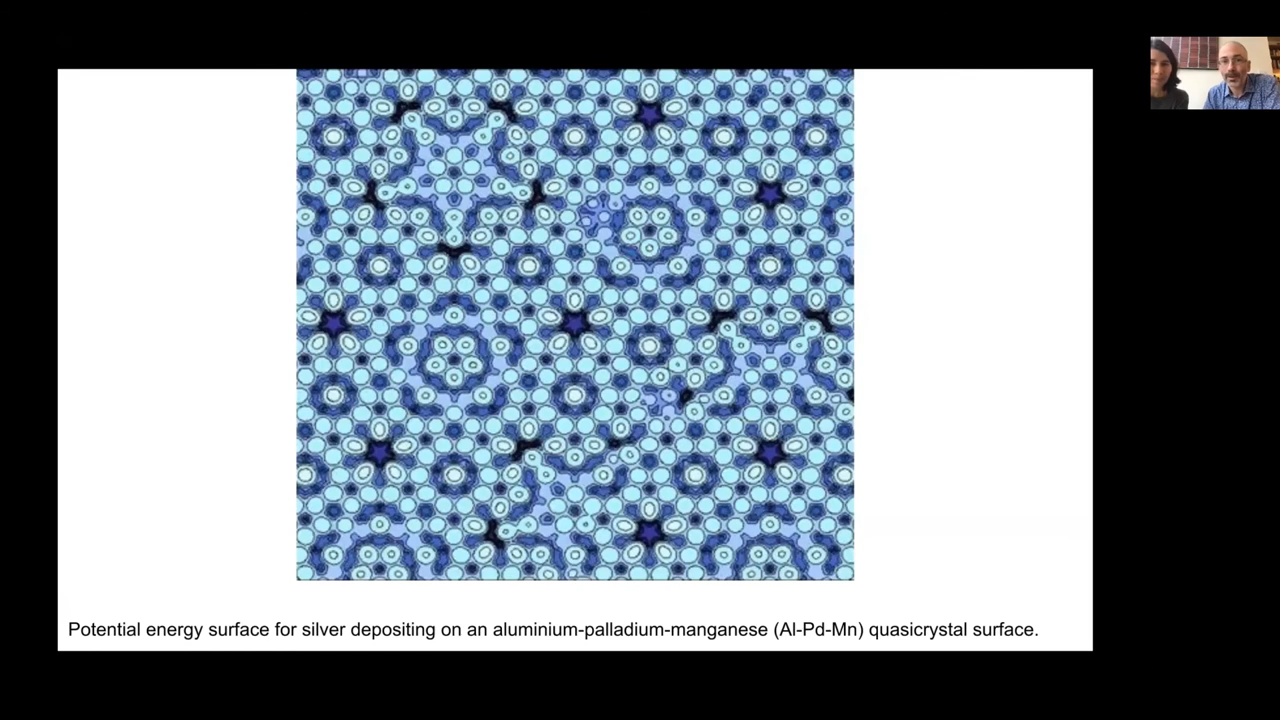 Potential energy surface for silver depositing on an aluminium-palladium-manganese (Al-Pd-Mn) quasicrystal surface.